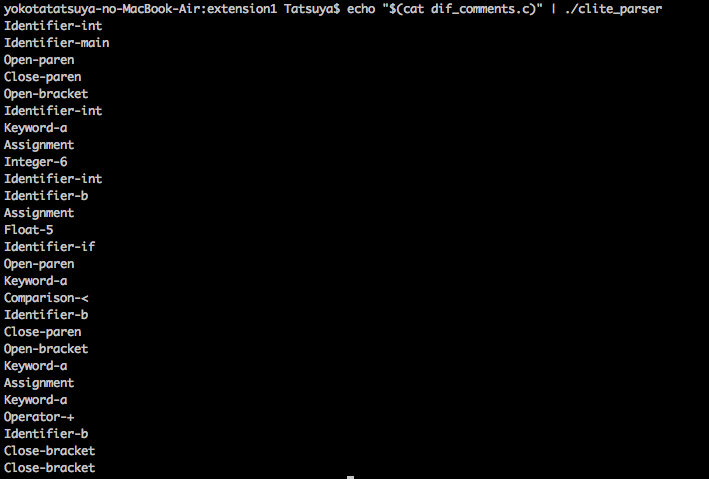 yokotatatsuya-no-MacBook-Air:extension1 Tatsuya$ echo "$(cat dif_comments.c)" | ./clite_parser
Identifier-int
Identifier-main
Open-paren
Close-paren
Open-bracket
Identifier-int
Keyword-a
Assignment
Integer-6
Identifier-int
Identifier-b
Assignment
Float-5
Identifier-if
Open-paren
Keyword-a
Comparison-<
Identifier-b
Close-paren
Open-bracket
Keyword-a
Assignment
Keyword-a
Operator-+
Identifier-b
Close-bracket
Close-bracket